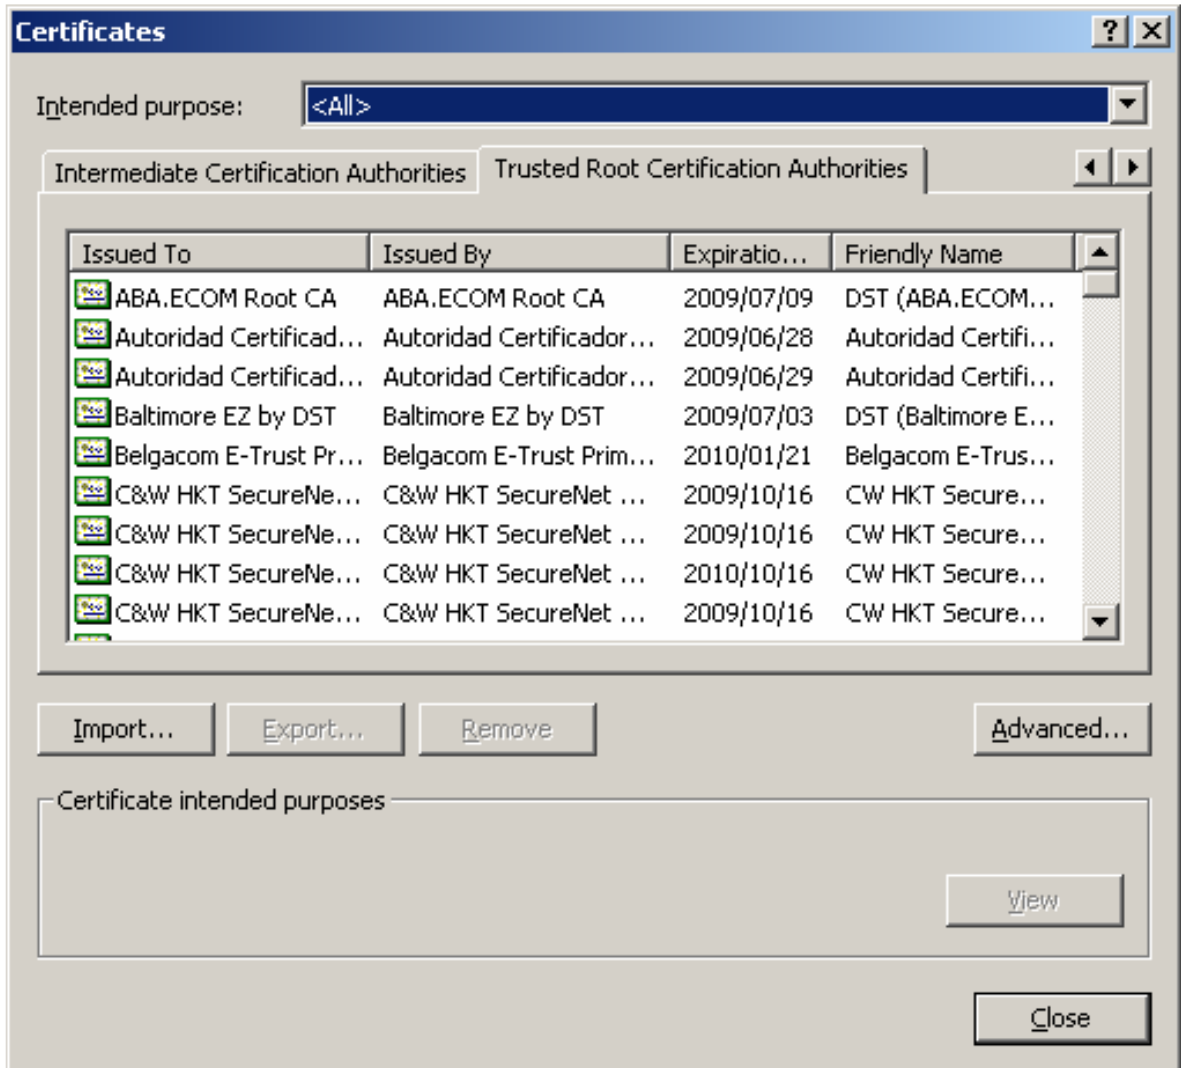 Certificates
Intended purpose: <All>
Intermediate Certification Authorities Trusted Root Certification Authorities
Issued To Issued By Expiratio... Friendly Name
ABA.ECOM Root CA ABA.ECOM Root CA 2009/07/09 DST (ABA.ECOM...
Autoridad Certificad... Autoridad Certificador... 2009/06/28 Autoridad Certifi...
Autoridad Certificad... Autoridad Certificador... 2009/06/29 Autoridad Certifi...
Baltimore EZ by DST Baltimore EZ by DST 2009/07/03 DST (Baltimore E...
Belgacom E-Trust Pr... Belgacom E-Trust Prim... 2010/01/21 Belgacom E-Trus...
C&W HKT SecureNe... C&W HKT SecureNet ... 2009/10/16 CW HKT Secure...
C&W HKT SecureNe... C&W HKT SecureNet ... 2009/10/16 CW HKT Secure...
C&W HKT SecureNe... C&W HKT SecureNet ... 2010/10/16 CW HKT Secure...
C&W HKT SecureNe... C&W HKT SecureNet ... 2009/10/16 CW HKT Secure...
Import... Export... Remove Advanced...
Certificate intended purposes
View
Close